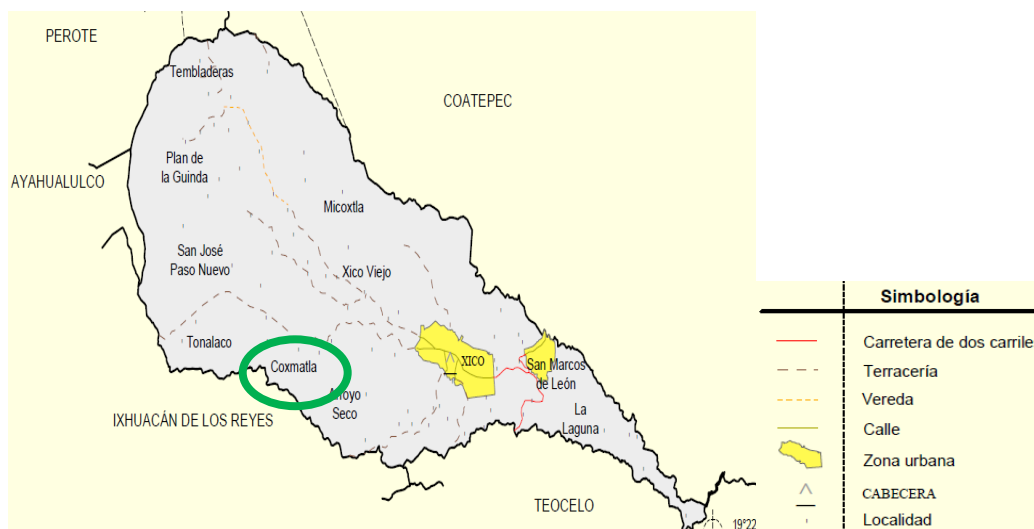 PEROTE
Tembladeras
COATEPEC
Plan de
la Guinda
AYAHUALULCO
Micoxtla
San José
Paso Nuevo
Xico Viejo
Tonalaco
Coxmatla
XICO
San Marcos
de León
Arroyo
Seco
La
Laguna
IXHUACÁN DE LOS REYES
TEOCELO
19°22
Simbología
Carretera de dos carrile
Terracería
Vereda
Calle
Zona urbana
CABECERA
Localidad